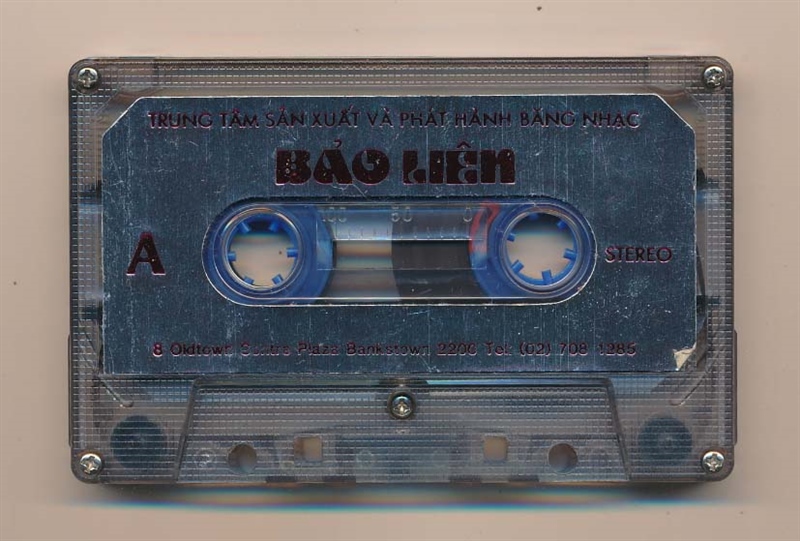 TRUNG TÂM SẢN XUẤT VÀ PHÁT HÀNH BĂNG NHẠC
BẢO LIÊN
100 50 0
A
STEREO
8 Oldtown Centre Plaza Bankstown 2200 Tel: (02) 708 1285